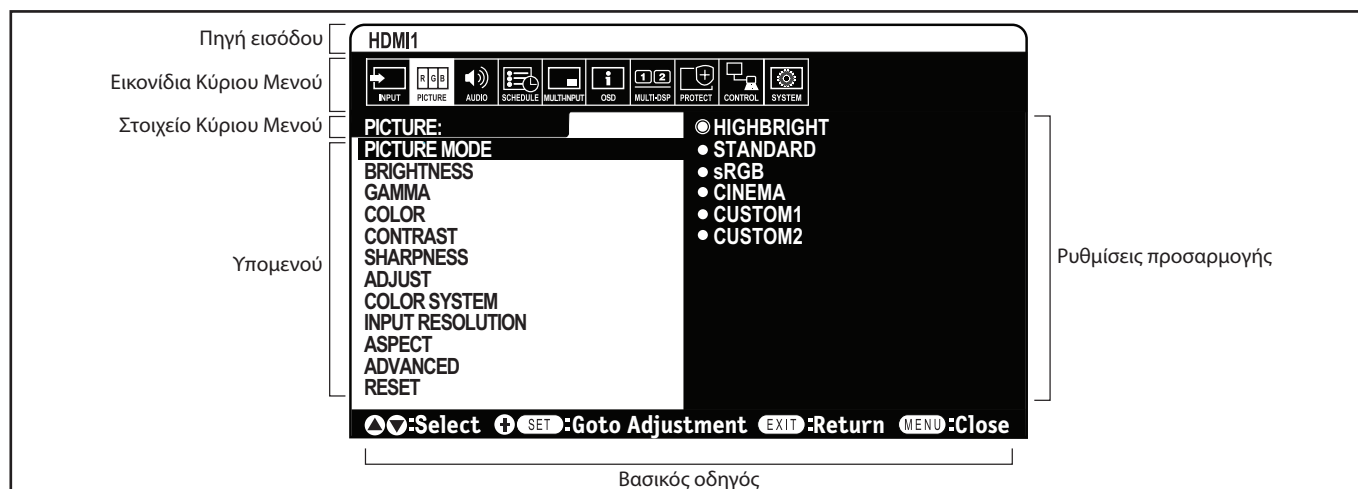 Πηγή εισόδου
HDMI1
Εικονίδια Κύριου Μενού
R G B
1 2
INPUT PICTURE AUDIO SCHEDULE MULTI-INPUT OSD MULTI-DSP PROTECT CONTROL SYSTEM
Στοιχείο Κύριου Μενού
PICTURE:
Υπομενού
PICTURE MODE
BRIGHTNESS
GAMMA
COLOR
CONTRAST
SHARPNESS
ADJUST
COLOR SYSTEM
INPUT RESOLUTION
ASPECT
ADVANCED
RESET
HIGHBRIGHT
STANDARD
sRGB
CINEMA
CUSTOM1
CUSTOM2
Ρυθμίσεις προσαρμογής
:Select SET :Goto Adjustment EXIT :Return MENU :Close
Βασικός οδηγός